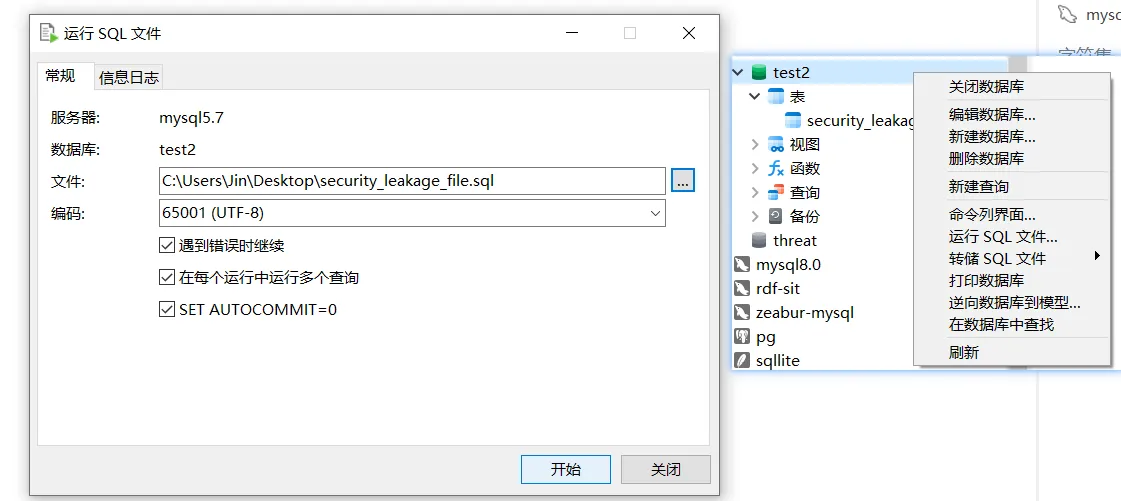 运行 SQL 文件
常规
信息日志
服务器:
mysql5.7
数据库:
test2
文件:
C:\Users\Jin\Desktop\security_leakage_file.sql
...
编码:
65001 (UTF-8)
遇到错误时继续
在每个运行中运行多个查询
SET AUTOCOMMIT=0
开始
关闭
test2
表
security_leakag
视图
函数
查询
备份
threat
mysql8.0
rdf-sit
zeabur-mysql
pg
sqllite
关闭数据库
编辑数据库...
新建数据库...
删除数据库
新建查询
命令列界面...
运行 SQL 文件...
转储 SQL 文件
打印数据库
逆向数据库到模型...
在数据库中查找
刷新